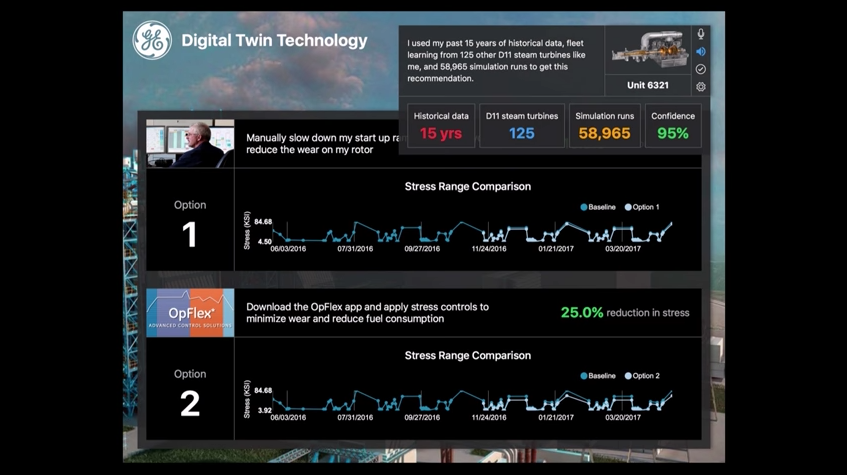 Digital Twin Technology
I used my past 15 years of historical data, fleet
learning from 125 other D11 steam turbines like
me, and 58,965 simulation runs to get this
recommendation.
Unit 6321
Historical data
15 yrs
D11 steam turbines
125
Simulation runs
58,965
Confidence
95%
Manually slow down my start up
reduce the wear on my rotor
Option
1
Stress Range Comparison
Baseline
Option 1
Stress (KSI)
84.68
4.50
06/03/2016
07/31/2016
09/27/2016
11/24/2016
01/21/2017
03/20/2017
OpFlex*
ADVANCED CONTROL SOLUTIONS
Download the OpFlex app and apply stress controls to
minimize wear and reduce fuel consumption
25.0% reduction in stress
Option
2
Stress Range Comparison
Baseline
Option 2
Stress (KSI)
84.68
3.92
06/03/2016
07/31/2016
09/27/2016
11/24/2016
01/21/2017
03/20/2017